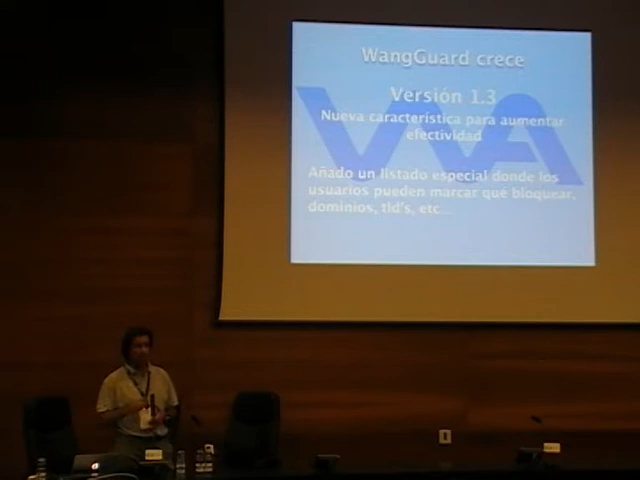 WangGuard crece
Versión 1.3
Nueva característica para aumentar
efectividad
Añado un listado especial donde los
usuarios pueden marcar que bloquear,
dominios, tld's, etc...
WA